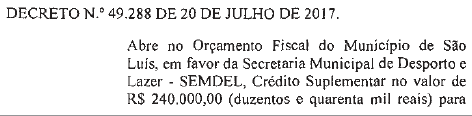 DECRETO N.º 49.288 DE 20 DE JULHO DE 2017.
Abre no Orçamento Fiscal do Município de São
Luís, em favor da Secretaria Municipal de Desporto e
Lazer - SEMDEL, Crédito Suplementar no valor de
R$ 240.000,00 (duzentos e quarenta mil reais) para